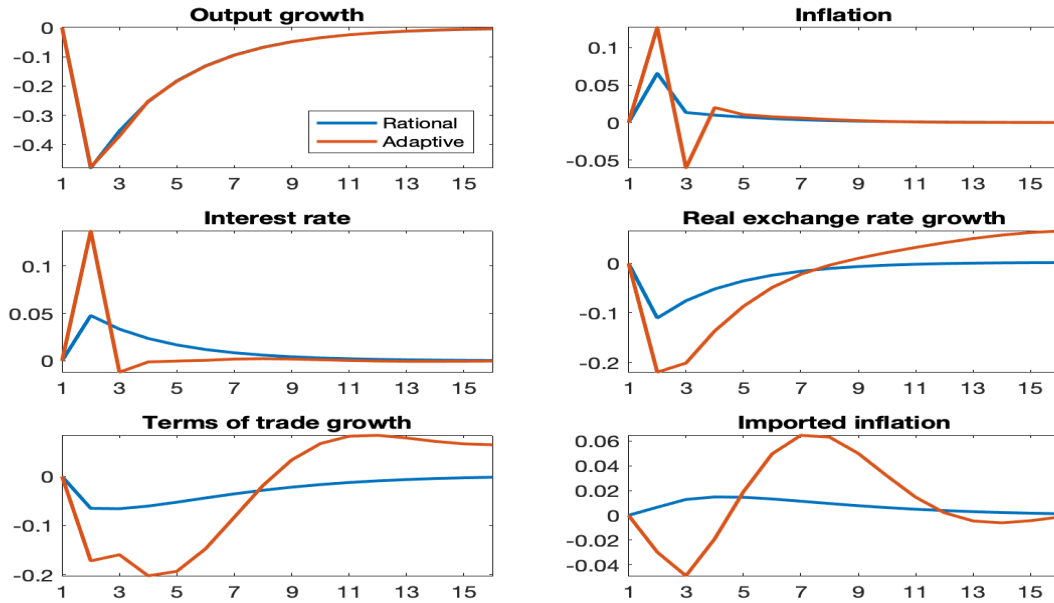 Output growth
0
-0.1
-0.2
-0.3
-0.4
1 3 5 7 9 11 13 15
Rational
Adaptive
Inflation
0.1
0.05
0
-0.05
1 3 5 7 9 11 13 15
Interest rate
0.1
0.05
0
1 3 5 7 9 11 13 15
Real exchange rate growth
0
-0.1
-0.2
1 3 5 7 9 11 13 15
Terms of trade growth
0
-0.1
-0.2
1 3 5 7 9 11 13 15
Imported inflation
0.06
0.04
0.02
0
-0.02
-0.04
1 3 5 7 9 11 13 15